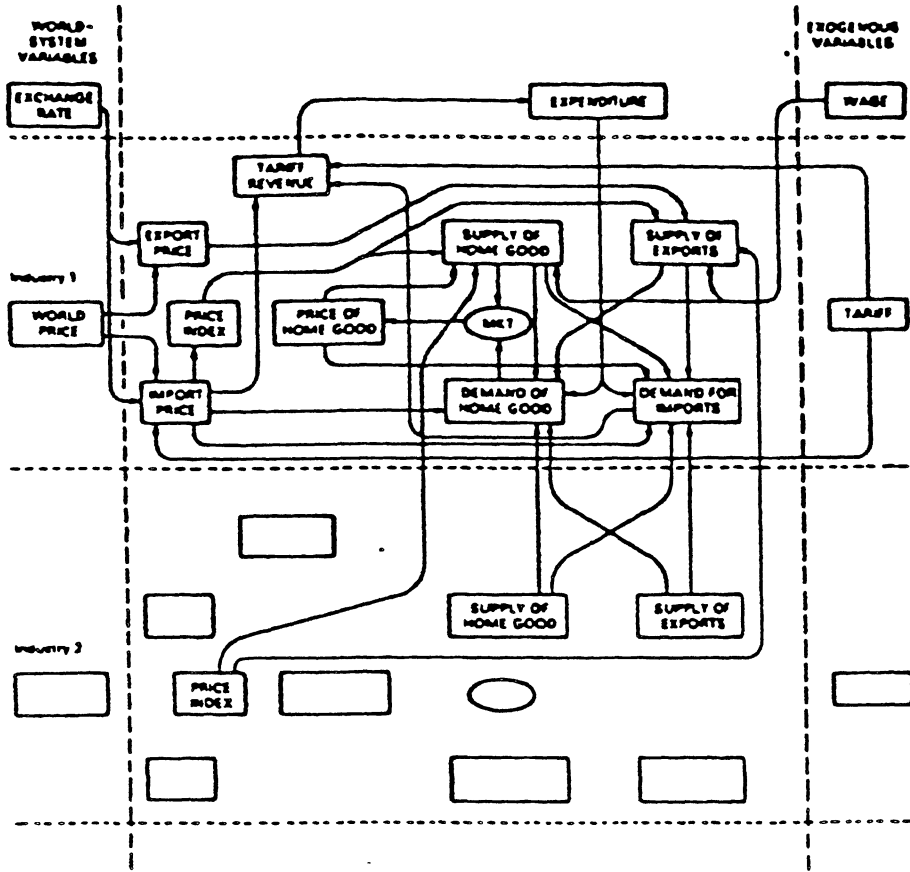 WORLD-
SYSTEM
VARIABLES
EXOGENOUS
VARIABLES
EXCHANGE
RATE
EXPENDITURE
WAGE
TARIFF
REVENUE
EXPORT
PRICE
SUPPLY OF
HOME GOOD
SUPPLY OF
EXPORTS
Industry 1
WORLD
PRICE
PRICE
INDEX
PRICE OF
HOME GOOD
MKT
TARIFF
IMPORT
PRICE
DEMAND OF
HOME GOOD
DEMAND FOR
IMPORTS
SUPPLY OF
HOME GOOD
SUPPLY OF
EXPORTS
Industry 2
PRICE
INDEX